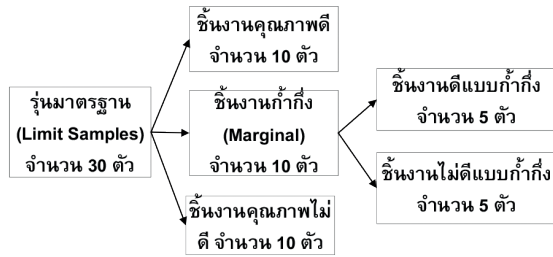 ชิ้นงานคุณภาพดี
จำนวน 10 ตัว
รุ่นมาตรฐาน
(Limit Samples)
จำนวน 30 ตัว
ชิ้นงานก้ำกึ่ง
(Marginal)
จำนวน 10 ตัว
ชิ้นงานดีแบบก้ำกึ่ง
จำนวน 5 ตัว
ชิ้นงานไม่ดีแบบก้ำกึ่ง
จำนวน 5 ตัว
ชิ้นงานคุณภาพไม่
ดี จำนวน 10 ตัว